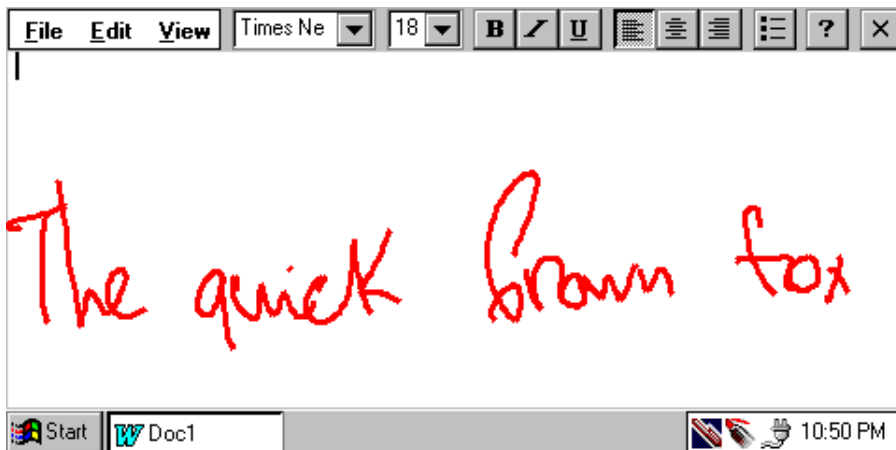 File Edit View Times Ne 18 B I U ? ×
The quick brown fox
Start W Doc1 10:50 PM